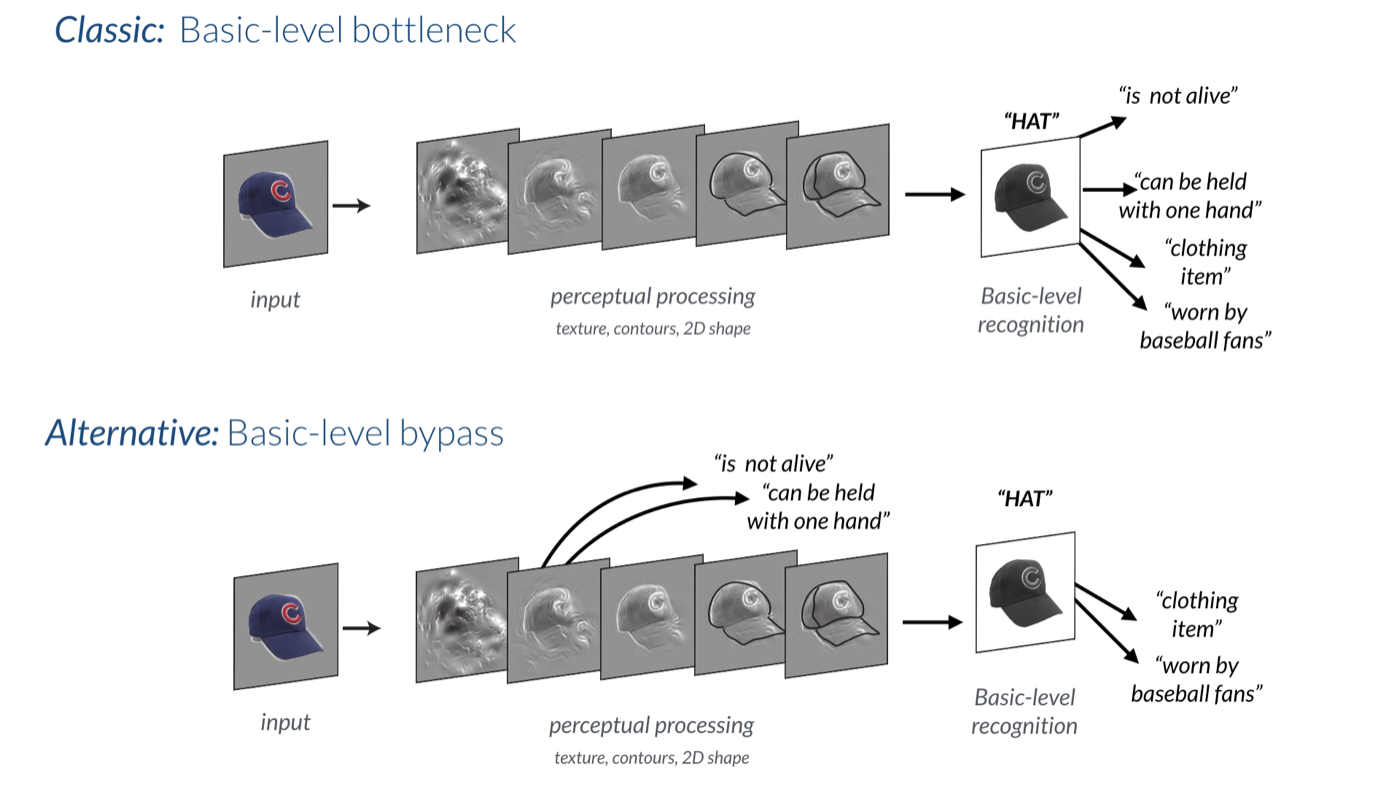 Classic: Basic-level bottleneck
“is not alive”
“HAT”
“can be held
with one hand”
“clothing
item”
“worn by
baseball fans”
C
C
C
C
C
C
input
perceptual processing
texture, contours, 2D shape
Basic-level
recognition
Alternative: Basic-level bypass
“is not alive”
“can be held
with one hand”
“HAT”
“clothing
item”
“worn by
baseball fans”
C
C
C
C
C
input
perceptual processing
texture, contours, 2D shape
Basic-level
recognition